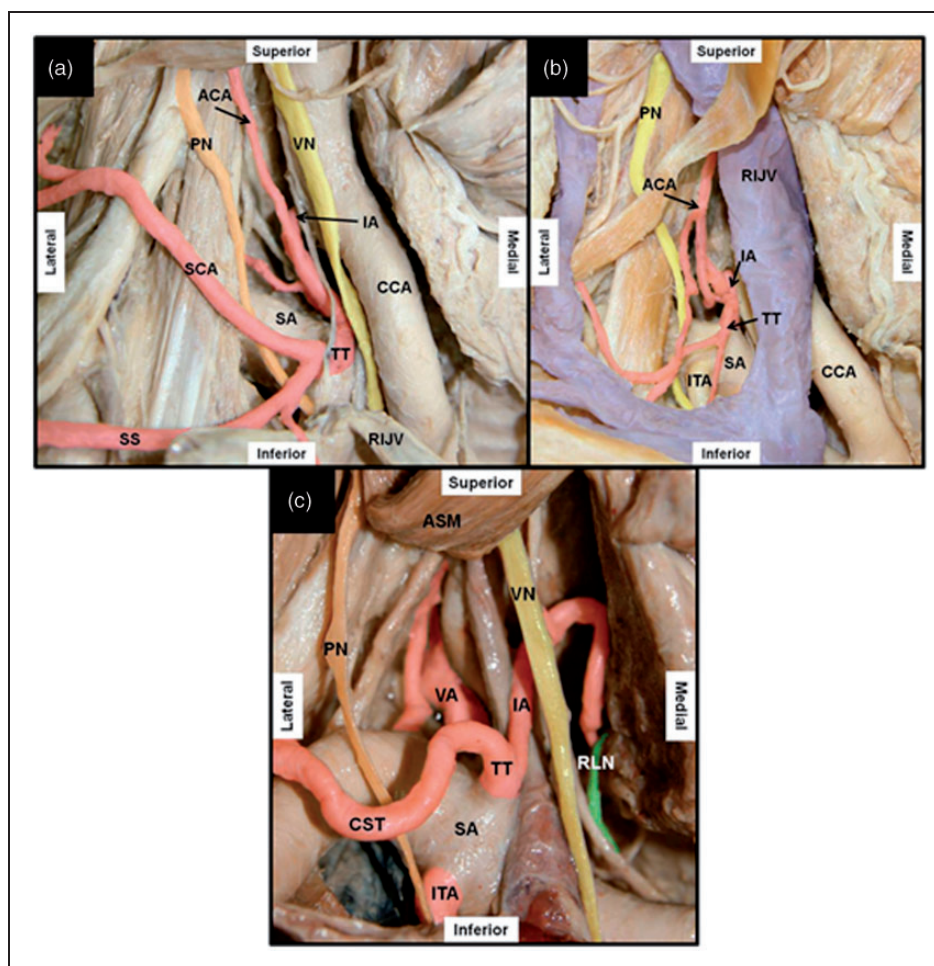 (a)
Superior
ACA
PN
VN
IA
Lateral
Medial
SCA
CCA
SA
TT
SS
RIJV
Inferior
(b)
Superior
PN
RIJV
ACA
IA
Lateral
Medial
TT
SA
ITA
CCA
Inferior
(c)
Superior
ASM
VN
PN
Lateral
Medial
VA
IA
TT
RLN
CST
SA
ITA
Inferior